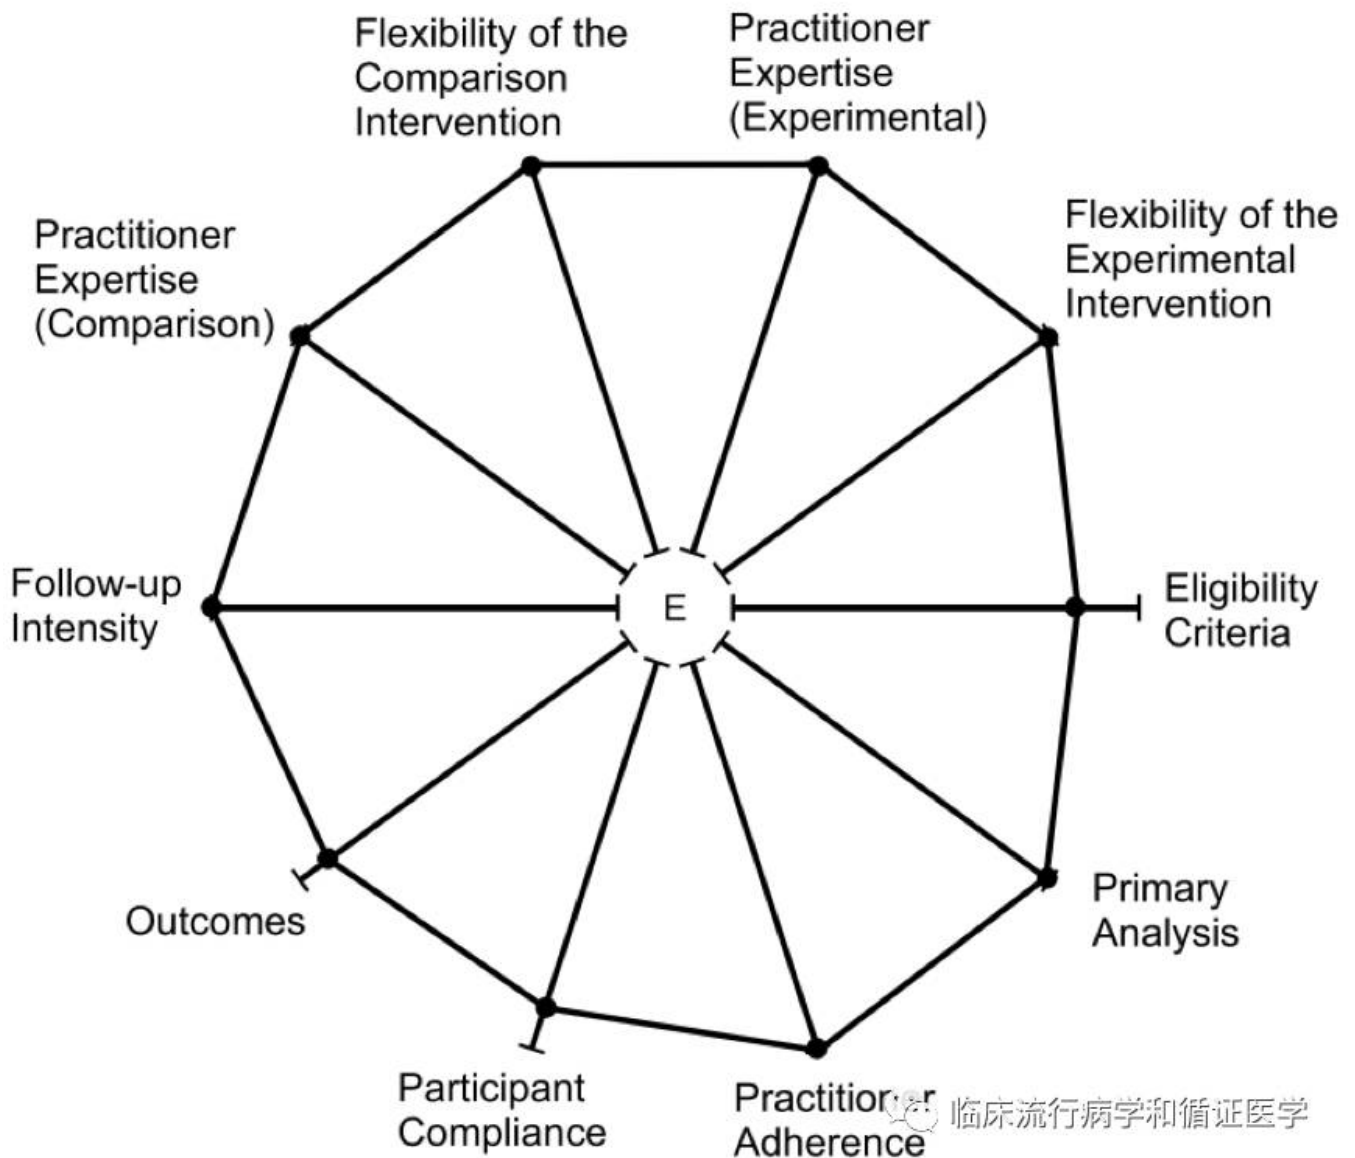 Flexibility of the
Comparison
Intervention
Practitioner
Expertise
(Experimental)
Flexibility of the
Experimental
Intervention
Practitioner
Expertise
(Comparison)
Follow-up
Intensity
E
Eligibility
Criteria
Primary
Analysis
Outcomes
Participant
Compliance
Practitioner
Adherence
临床流行病学和循证医学